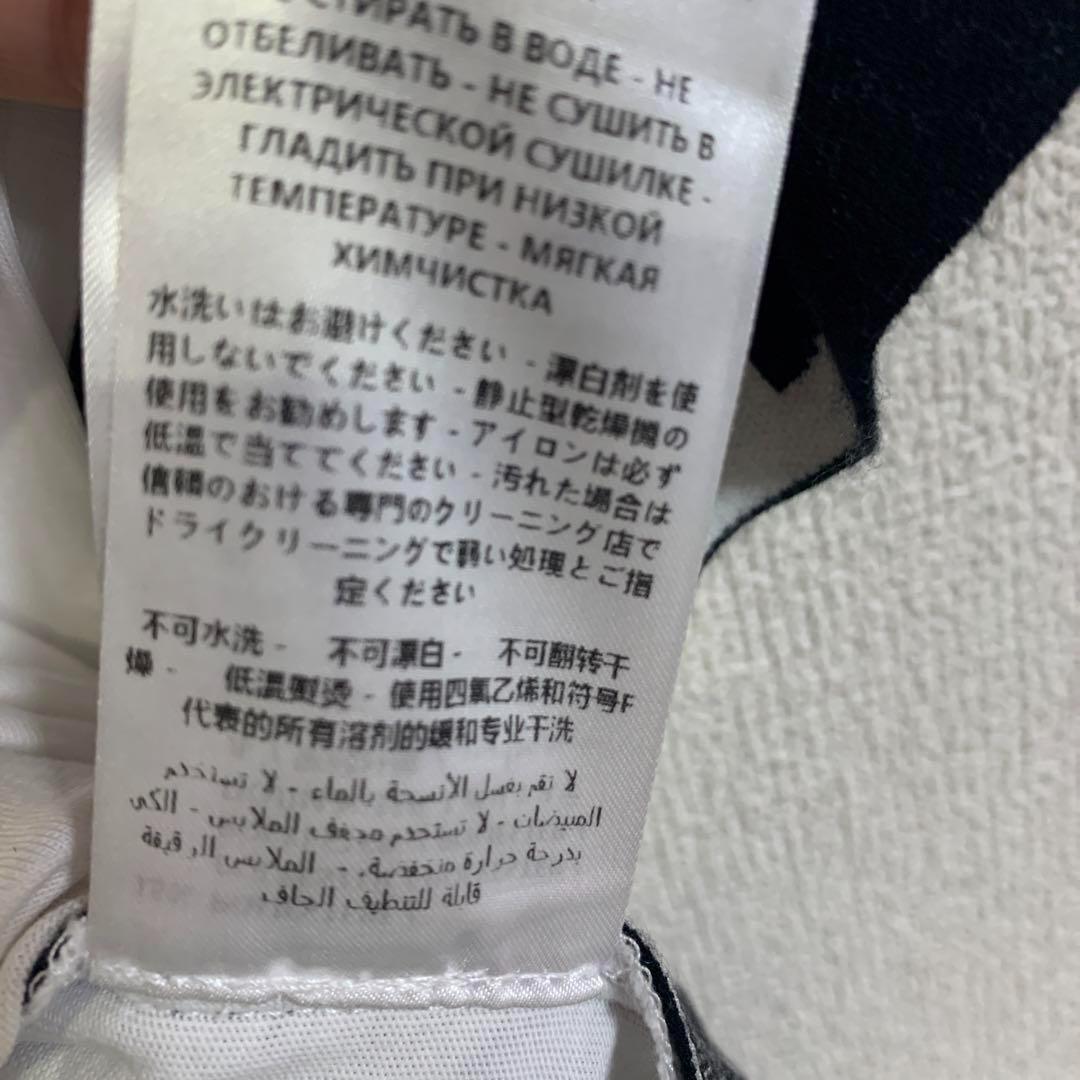 СТИРАТЬ В ВОДЕ - НЕ
ОТБЕЛИВАТЬ - НЕ СУШИТЬ В
ЭЛЕКТРИЧЕСКОЙ СУШИЛКЕ -
ГЛАДИТЬ ПРИ НИЗКОЙ
ТЕМПЕРАТУРЕ - МЯГКАЯ
ХИМЧИСТКА
水洗いはお避けください - 漂白剤を使
用しないでください - 静止型乾燥機の
使用をお勧めします - アイロンは必ず
低温で当ててください - 汚れた場合は
信頼のおける専門のクリーニング店で
ドライクリーニングで弱い処理とご指
定ください
不可水洗 - 不可漂白 - 不可翻转干
燥 - 低温熨烫 - 使用四氯乙烯和符号F
代表的所有溶剂的缓和专业干洗
لا تقم بغسل الأنسجة بالماء - لا تستخدم
المبيضات - لا تستخدم مجفف الملابس - الكي
بدرجة حرارة منخفضة. - الملابس الرقيقة
قابلة للتنظيف الجاف